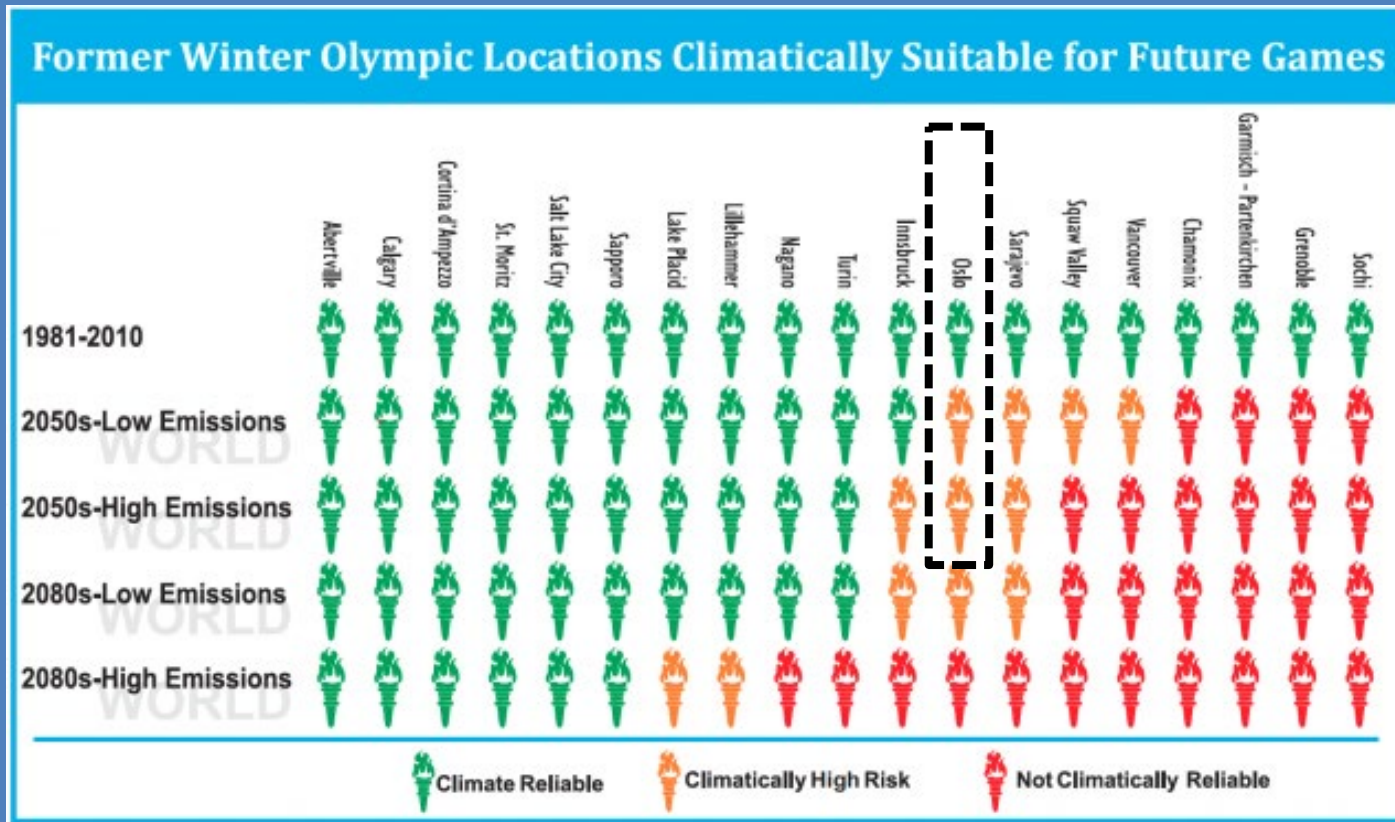 Former Winter Olympic Locations Climatically Suitable for Future Games
Abertville
Calgary
Cortina d'Ampezzo
St. Moritz
Salt Lake City
Sapporo
Lake Placid
Lillehammer
Nagano
Turin
Innsbruck
Oslo
Sarajevo
Squaw Valley
Vancouver
Chamonix
Garmisch - Partenkirchen
Grenoble
Sochi
1981-2010
2050s-Low Emissions
WORLD
2050s-High Emissions
WORLD
2080s-Low Emissions
WORLD
2080s-High Emissions
WORLD
Climate Reliable
Climatically High Risk
Not Climatically Reliable